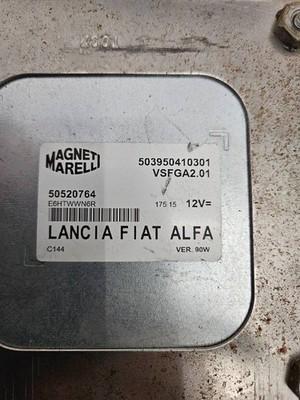 MAGNETI
MARELLI
503950410301
VSFGA2.01
50520764
E6HTWWN6R
175 15
12V=
LANCIA FIAT ALFA
C144
VER. 90W